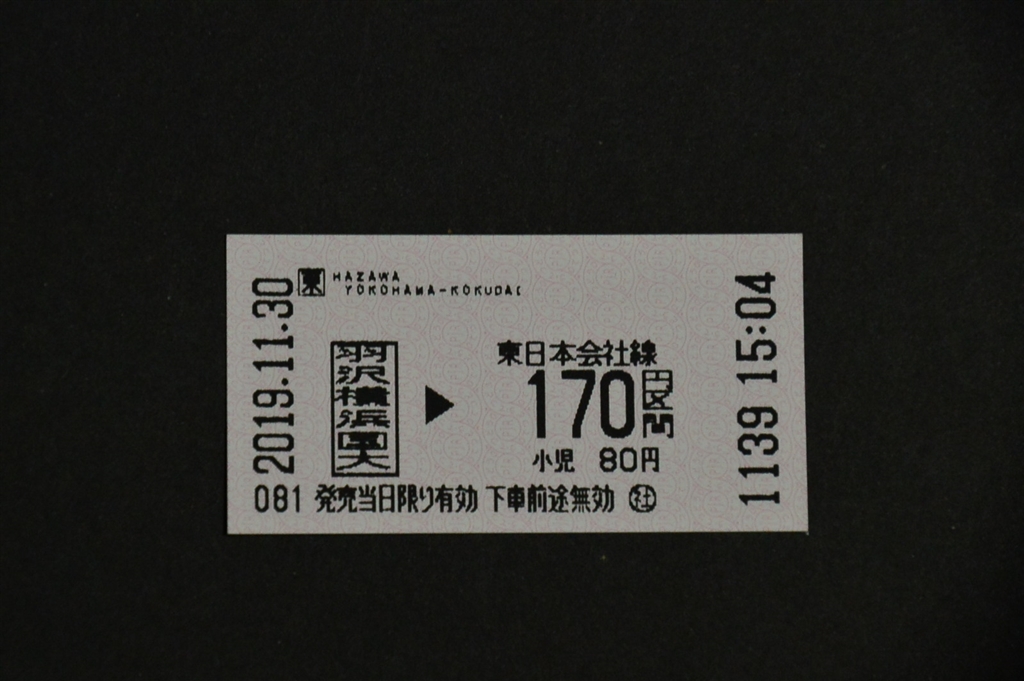 2019.11.30
東 HAZAWA
YOKOHAMA-KOKUDAI
羽沢横浜国大
▶
東日本会社線
170円区間
小児 80円
081 発売当日限り有効 下車前途無効 ㊓
1139 15:04